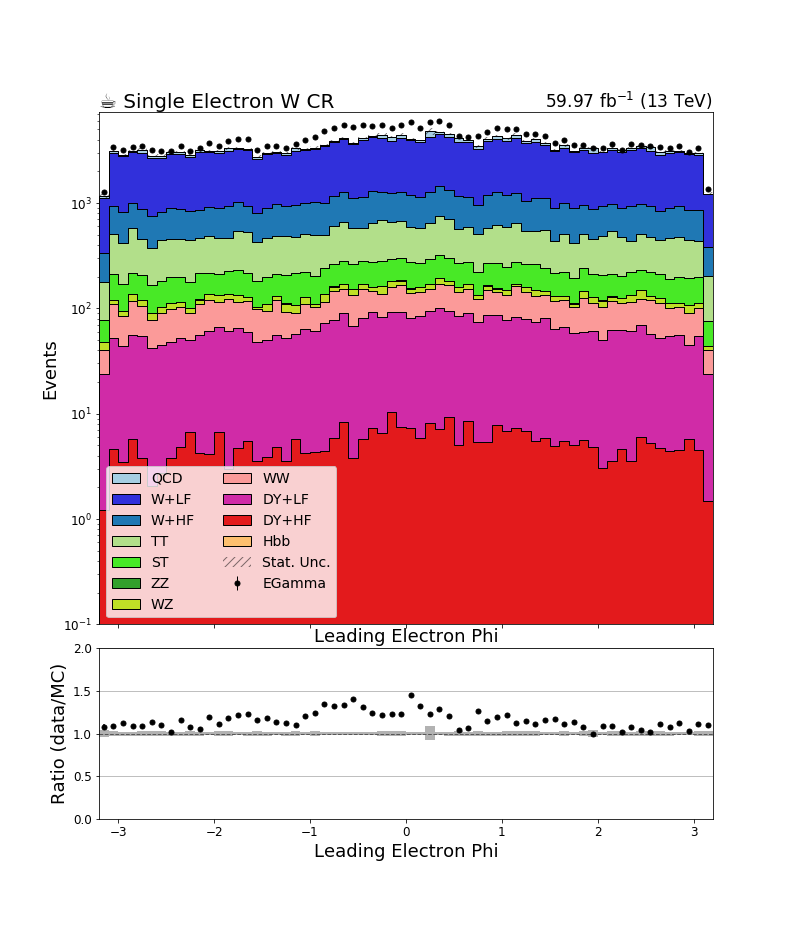 ☕ Single Electron W CR
59.97 fb⁻¹ (13 TeV)
Events
10³
10²
10¹
10⁰
10⁻¹
QCD
W+LF
W+HF
TT
ST
ZZ
WZ
WW
DY+LF
DY+HF
Hbb
Stat. Unc.
EGamma
Leading Electron Phi
Ratio (data/MC)
2.0
1.5
1.0
0.5
0.0
−3 −2 −1 0 1 2 3
Leading Electron Phi